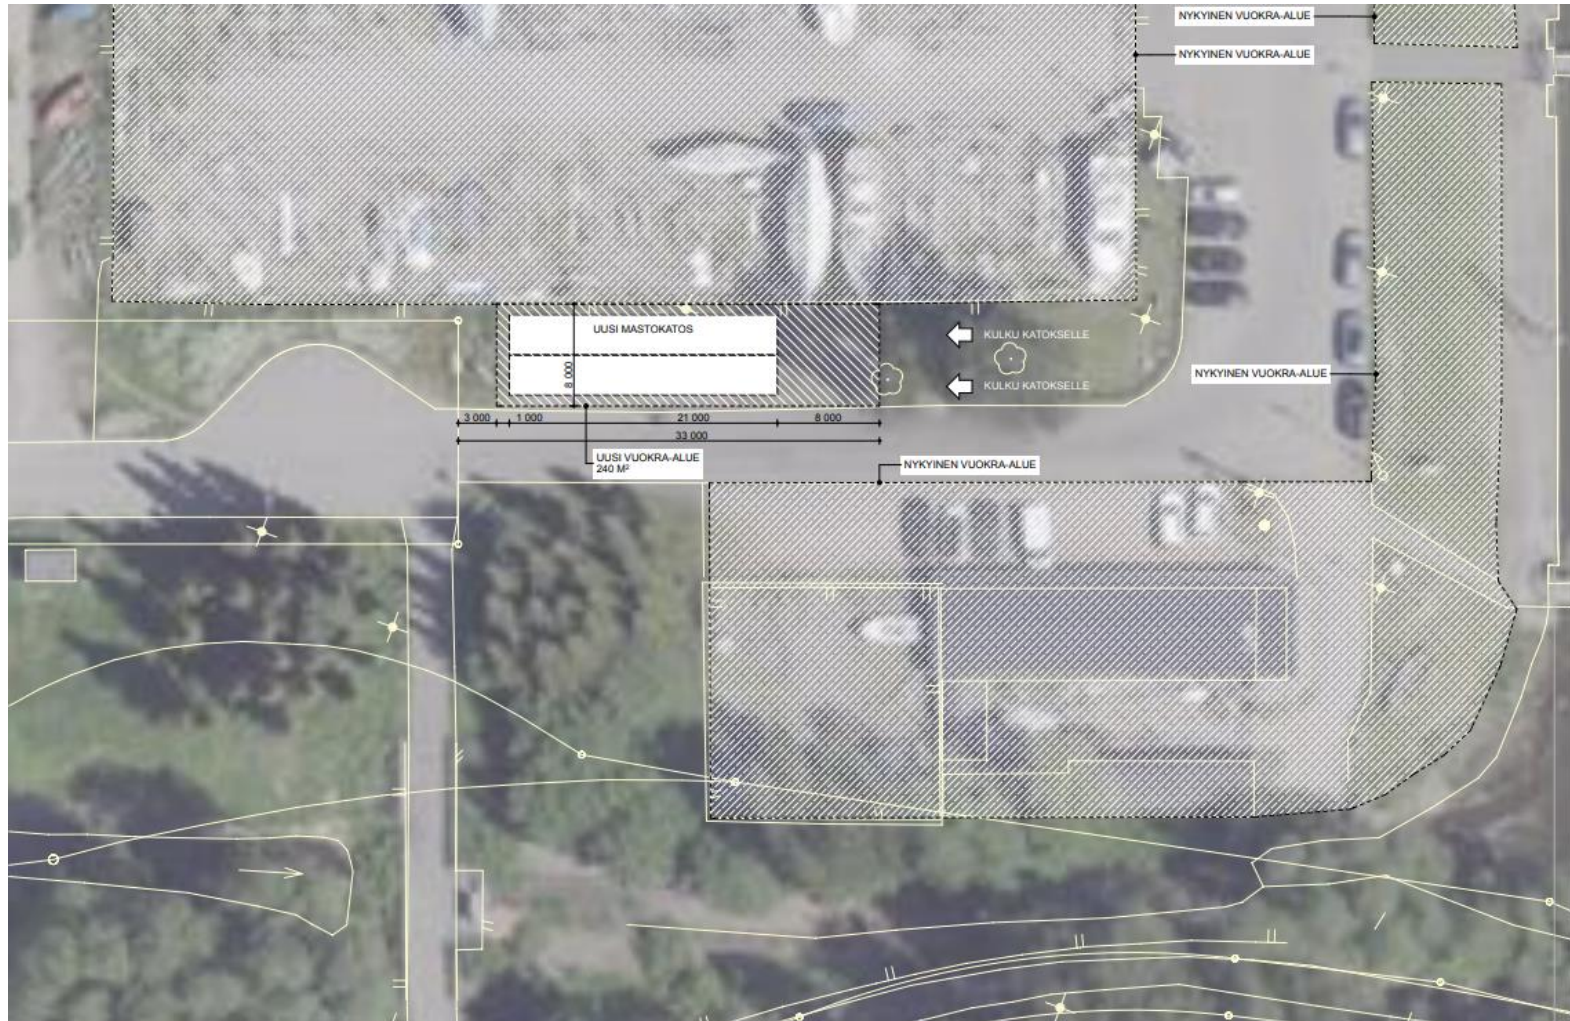 NYKYINEN VUOKRA-ALUE
NYKYINEN VUOKRA-ALUE
UUSI MASTOKATOS
KULKU KATOKSELLE
8 000
NYKYINEN VUOKRA-ALUE
KULKU KATOKSELLE
3 000 1 000 21 000 8 000
33 000
UUSI VUOKRA-ALUE
240 M²
NYKYINEN VUOKRA-ALUE